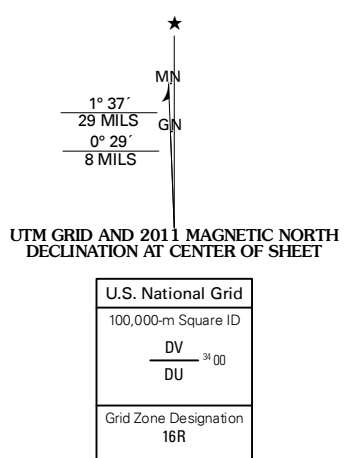 ★
MN
1° 37´
29 MILS
GN
0° 29´
8 MILS
UTM GRID AND 2011 MAGNETIC NORTH
DECLINATION AT CENTER OF SHEET
U.S. National Grid
100,000-m Square ID
DV
34 00
DU
Grid Zone Designation
16R